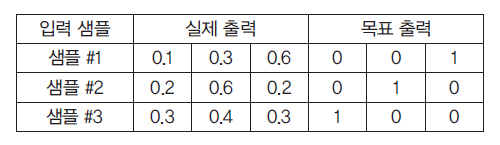 입력 샘플 실제 출력 목표 출력
샘플 #1 0.1 0.3 0.6 0 0 1
샘플 #2 0.2 0.6 0.2 0 1 0
샘플 #3 0.3 0.4 0.3 1 0 0